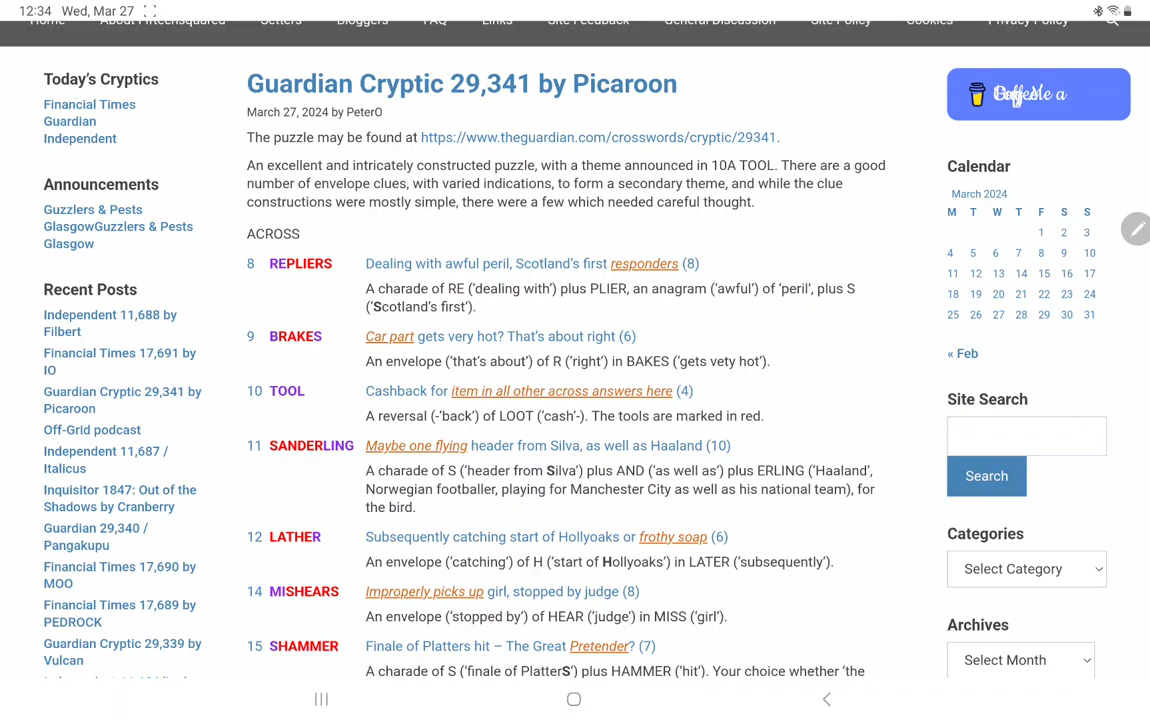 12:34 Wed, Mar 27
Home About Fifteensquared Setters Bloggers FAQ Links Site Feedback General Discussion Site Policy Cookies Privacy Policy
Today's Cryptics
Financial Times
Guardian
Independent
Announcements
Guzzlers & Pests
GlasgowGuzzlers & Pests
Glasgow
Recent Posts
Independent 11,688 by
Filbert
Financial Times 17,691 by
IO
Guardian Cryptic 29,341 by
Picaroon
Off-Grid podcast
Independent 11,687 /
Italicus
Inquisitor 1847: Out of the
Shadows by Cranberry
Guardian 29,340 /
Pangakupu
Financial Times 17,690 by
MOO
Financial Times 17,689 by
PEDROCK
Guardian Cryptic 29,339 by
Vulcan
Guardian Cryptic 29,341 by Picaroon
March 27, 2024 by PeterO
The puzzle may be found at https://www.theguardian.com/crosswords/cryptic/29341.
An excellent and intricately constructed puzzle, with a theme announced in 10A TOOL. There are a good
number of envelope clues, with varied indications, to form a secondary theme, and while the clue
constructions were mostly simple, there were a few which needed careful thought.
ACROSS
8 REPLIERS Dealing with awful peril, Scotland's first responders (8)
A charade of RE ('dealing with') plus PLIER, an anagram ('awful') of 'peril', plus S
('Scotland's first').
9 BRAKES Car part gets very hot? That's about right (6)
An envelope ('that's about') of R ('right') in BAKES ('gets vety hot').
10 TOOL Cashback for item in all other across answers here (4)
A reversal (-'back') of LOOT ('cash'-). The tools are marked in red.
11 SANDERLING Maybe one flying header from Silva, as well as Haaland (10)
A charade of S ('header from Silva') plus AND ('as well as') plus ERLING ('Haaland',
Norwegian footballer, playing for Manchester City as well as his national team), for
the bird.
12 LATHER Subsequently catching start of Hollyoaks or frothy soap (6)
An envelope ('catching') of H ('start of Hollyoaks') in LATER ('subsequently').
14 MISHEARS Improperly picks up girl, stopped by judge (8)
An envelope ('stopped by') of HEAR ('judge') in MISS ('girl').
15 SHAMMER Finale of Platters hit – The Great Pretender? (7)
A charade of S ('finale of PlatterS') plus HAMMER ('hit'). Your choice whether 'the
Calendar
March 2024
M T W T F S S
1 2 3
4 5 6 7 8 9 10
11 12 13 14 15 16 17
18 19 20 21 22 23 24
25 26 27 28 29 30 31
« Feb
Site Search
Search
Categories
Select Category
Archives
Select Month